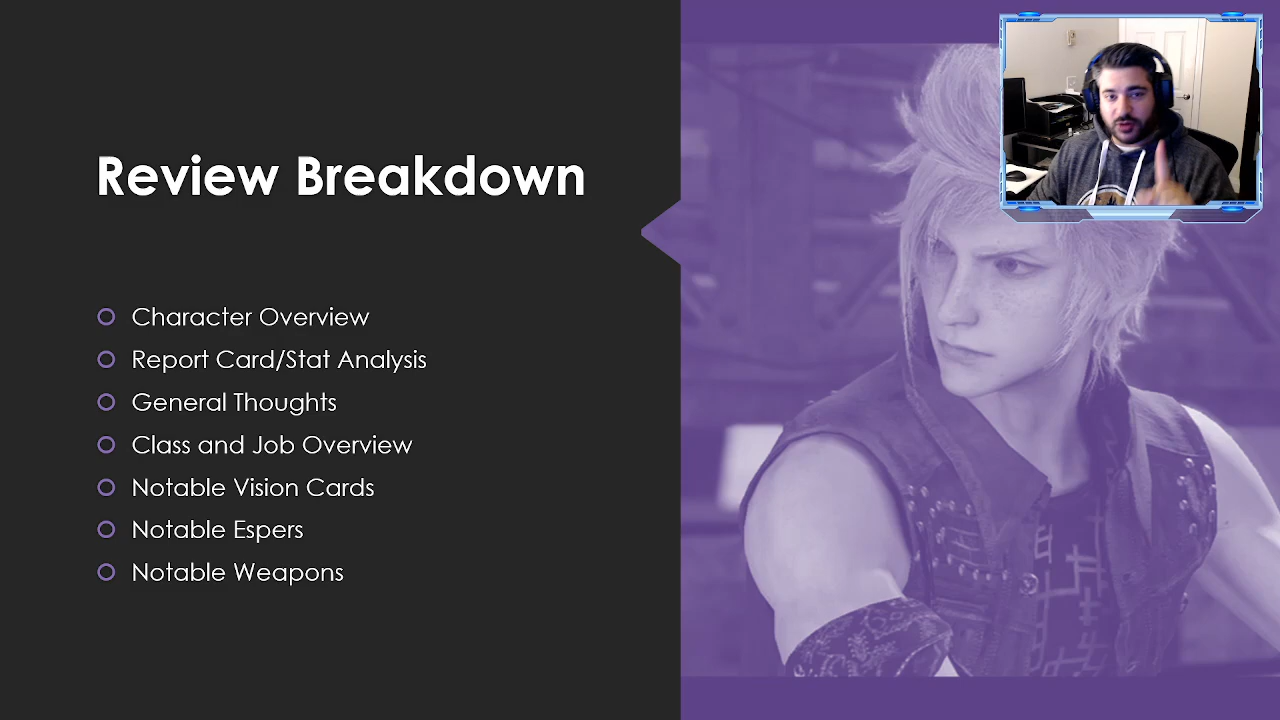 Review Breakdown
Character Overview
Report Card/Stat Analysis
General Thoughts
Class and Job Overview
Notable Vision Cards
Notable Espers
Notable Weapons